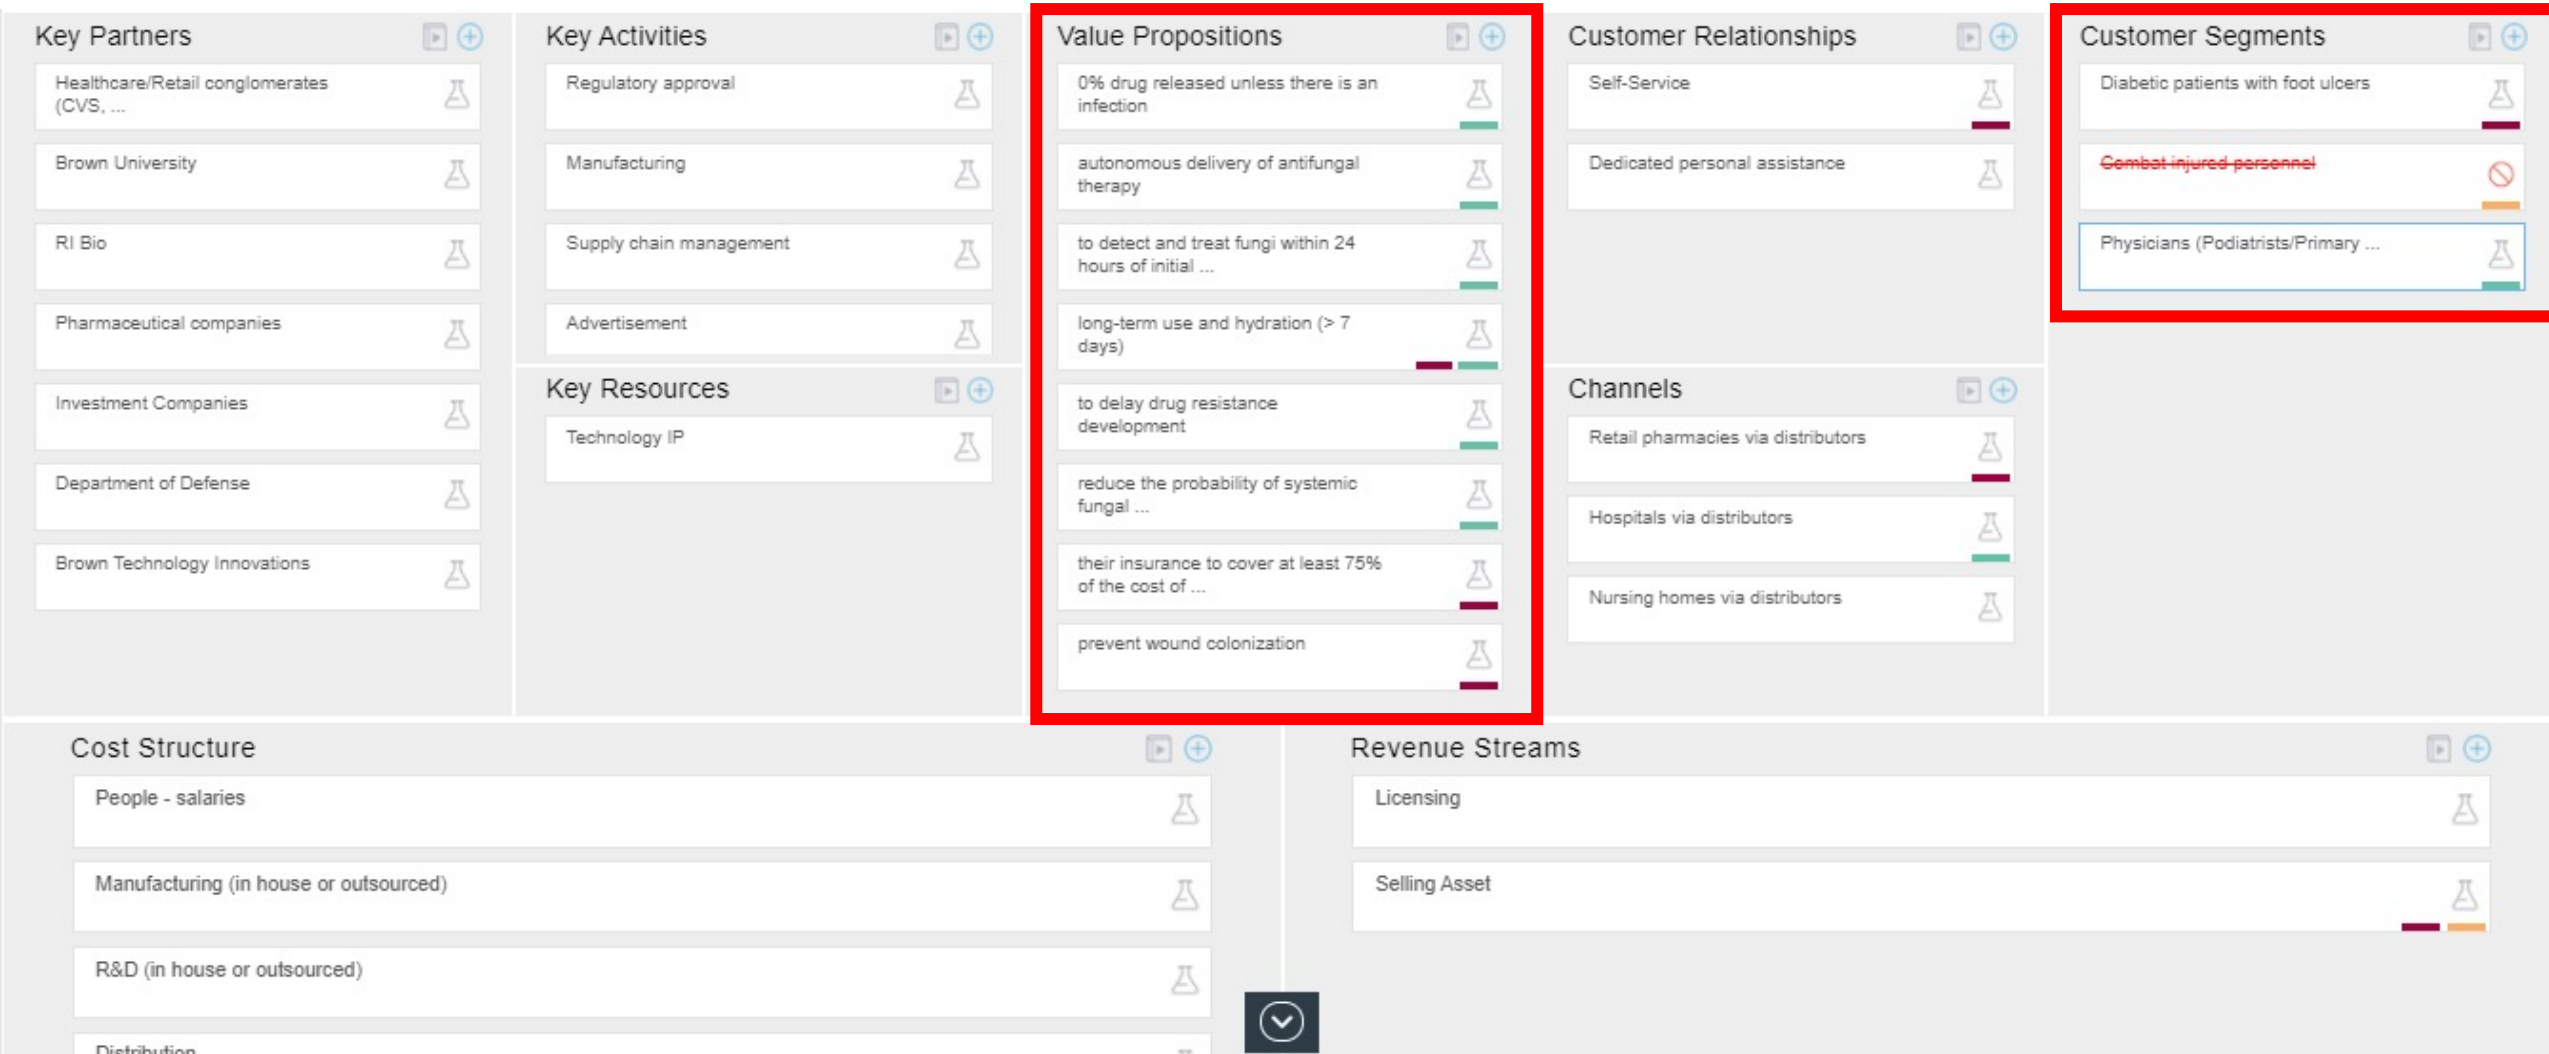 Key Partners
Healthcare/Retail conglomerates
(CVS, ...
Brown University
RI Bio
Pharmaceutical companies
Investment Companies
Department of Defense
Brown Technology Innovations
Key Activities
Regulatory approval
Manufacturing
Supply chain management
Advertisement
Key Resources
Technology IP
Value Propositions
0% drug released unless there is an
infection
autonomous delivery of antifungal
therapy
to detect and treat fungi within 24
hours of initial ...
long-term use and hydration (> 7
days)
to delay drug resistance
development
reduce the probability of systemic
fungal ...
their insurance to cover at least 75%
of the cost of ...
prevent wound colonization
Customer Relationships
Self-Service
Dedicated personal assistance
Channels
Retail pharmacies via distributors
Hospitals via distributors
Nursing homes via distributors
Customer Segments
Diabetic patients with foot ulcers
Combat injured personnel
Physicians (Podiatrists/Primary ...
Cost Structure
People - salaries
Manufacturing (in house or outsourced)
R&D (in house or outsourced)
Distribution
Revenue Streams
Licensing
Selling Asset